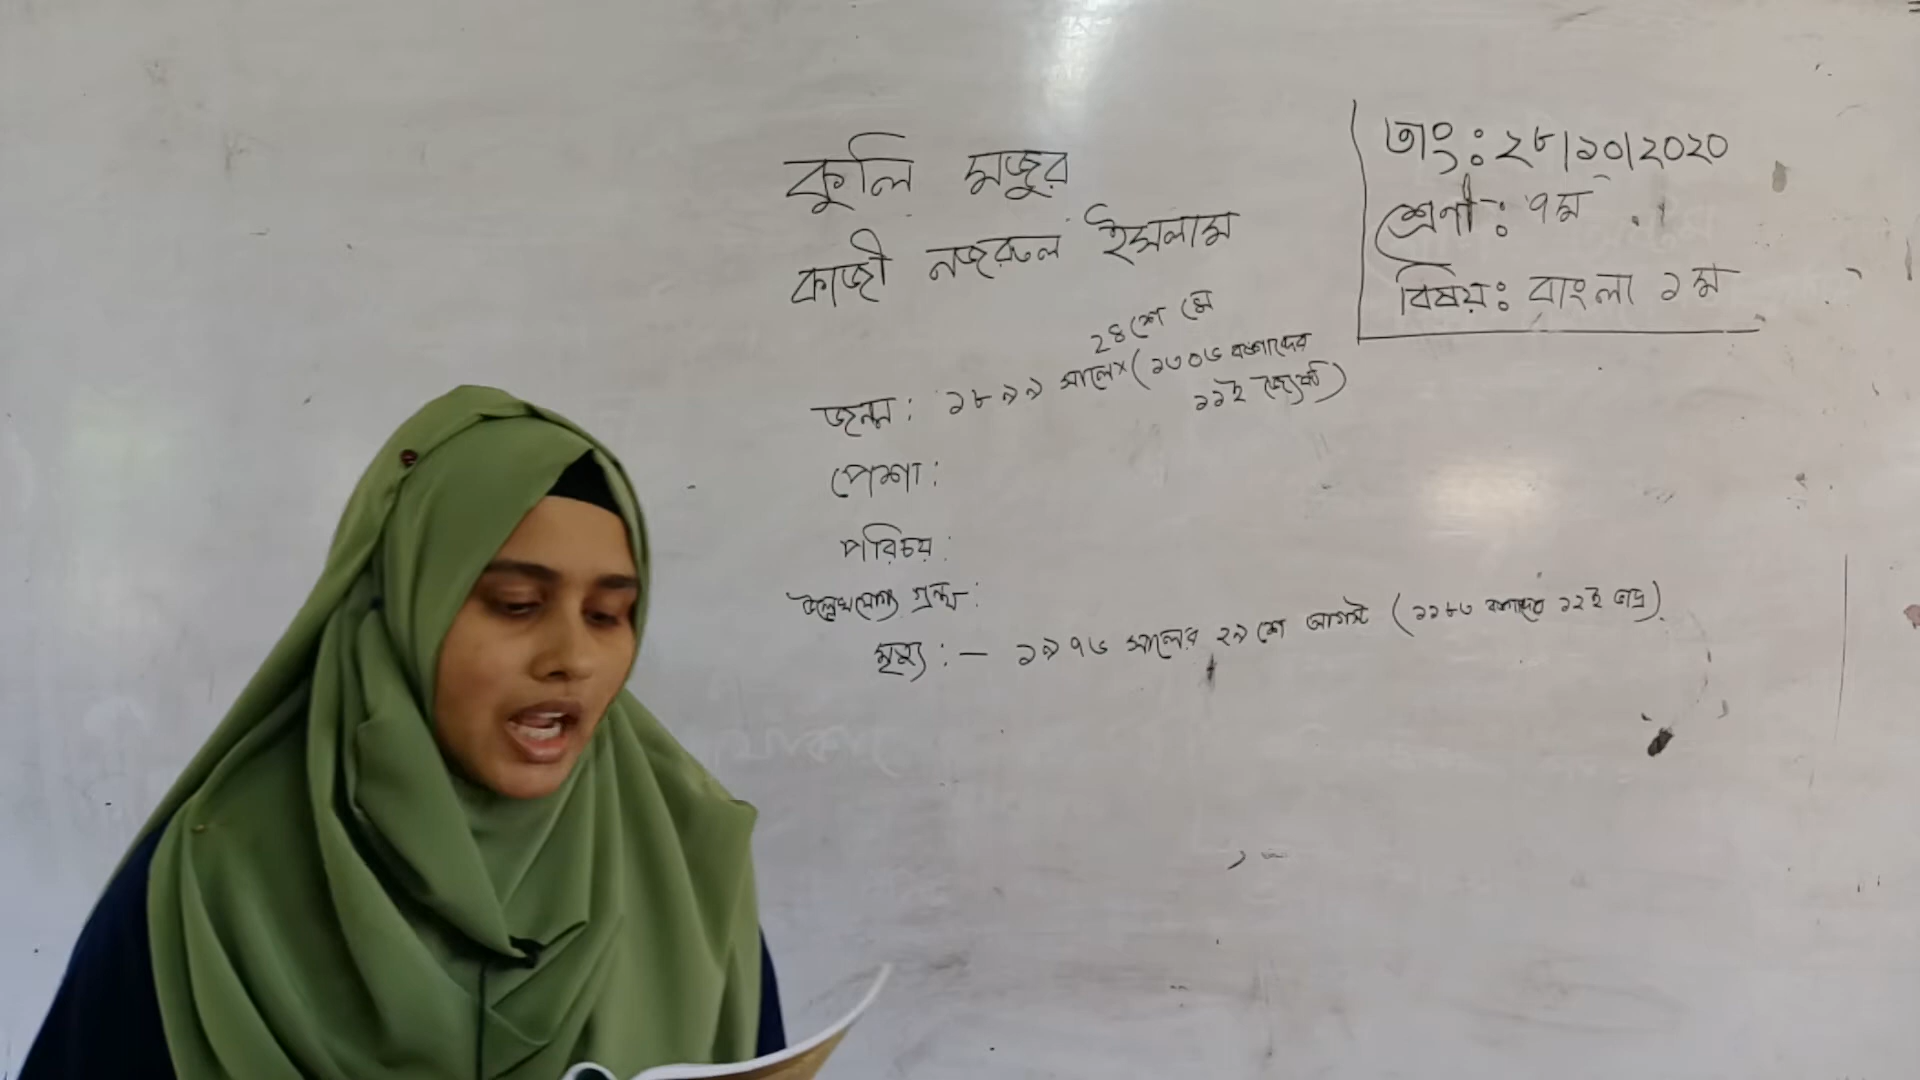 কুলি মজুর
কাজী নজরুল ইসলাম
তাং: ২৮/১০/২০২০
শ্রেণী: ৭ম
বিষয়: বাংলা ১ম
২৪শে মে
জন্ম: ১৮৯৯ সালে (১৩০৬ বঙ্গাব্দের
১১ই জ্যৈষ্ঠ)
পেশা:
পরিচয়:
উল্লেখযোগ্য গ্রন্থ:
মৃত্যু:- ১৯৭৬ সালের ২৯শে আগস্ট (১১৮৩ বঙ্গাব্দের ১২ই ভাদ্র)